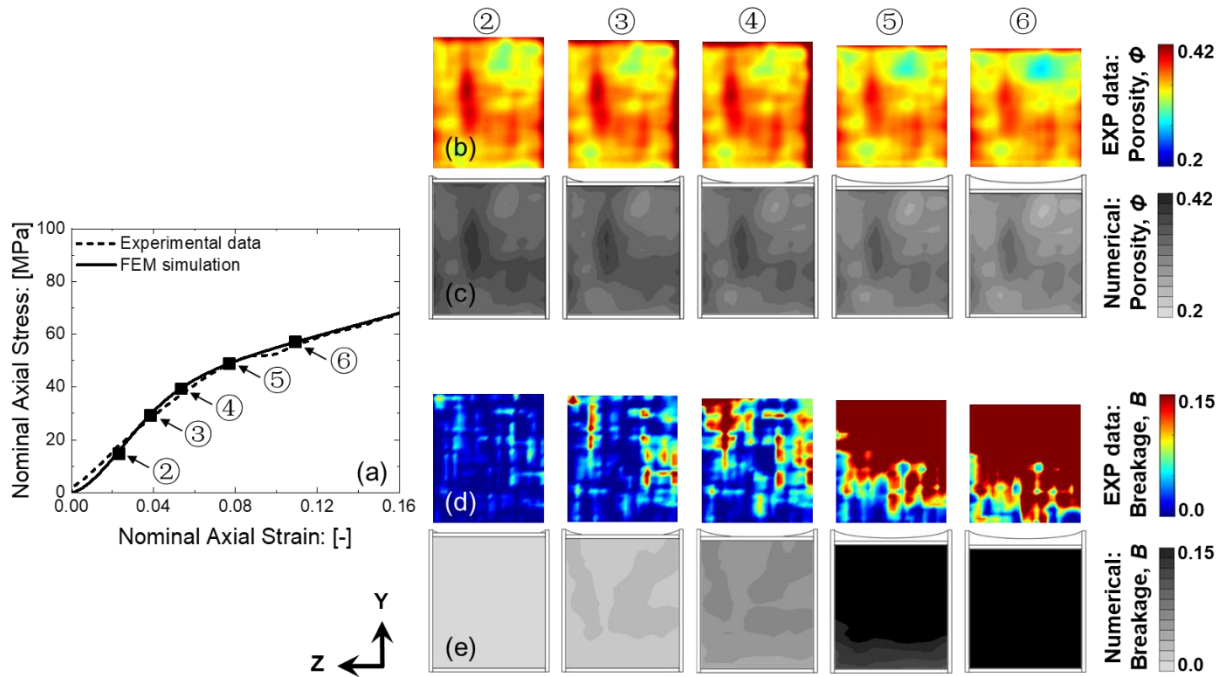 ② ③ ④ ⑤ ⑥
EXP data:
Porosity, Φ
0.42
0.2
(b)
Numerical:
Porosity, Φ
0.42
0.2
(c)
Nominal Axial Stress: [MPa]
100
80
60
40
20
0
Experimental data
FEM simulation
②
③
④
⑤
⑥
(a)
0.00 0.04 0.08 0.12 0.16
Nominal Axial Strain: [-]
EXP data:
Breakage, B
0.15
0.0
(d)
Numerical:
Breakage, B
0.15
0.0
(e)
Y
Z